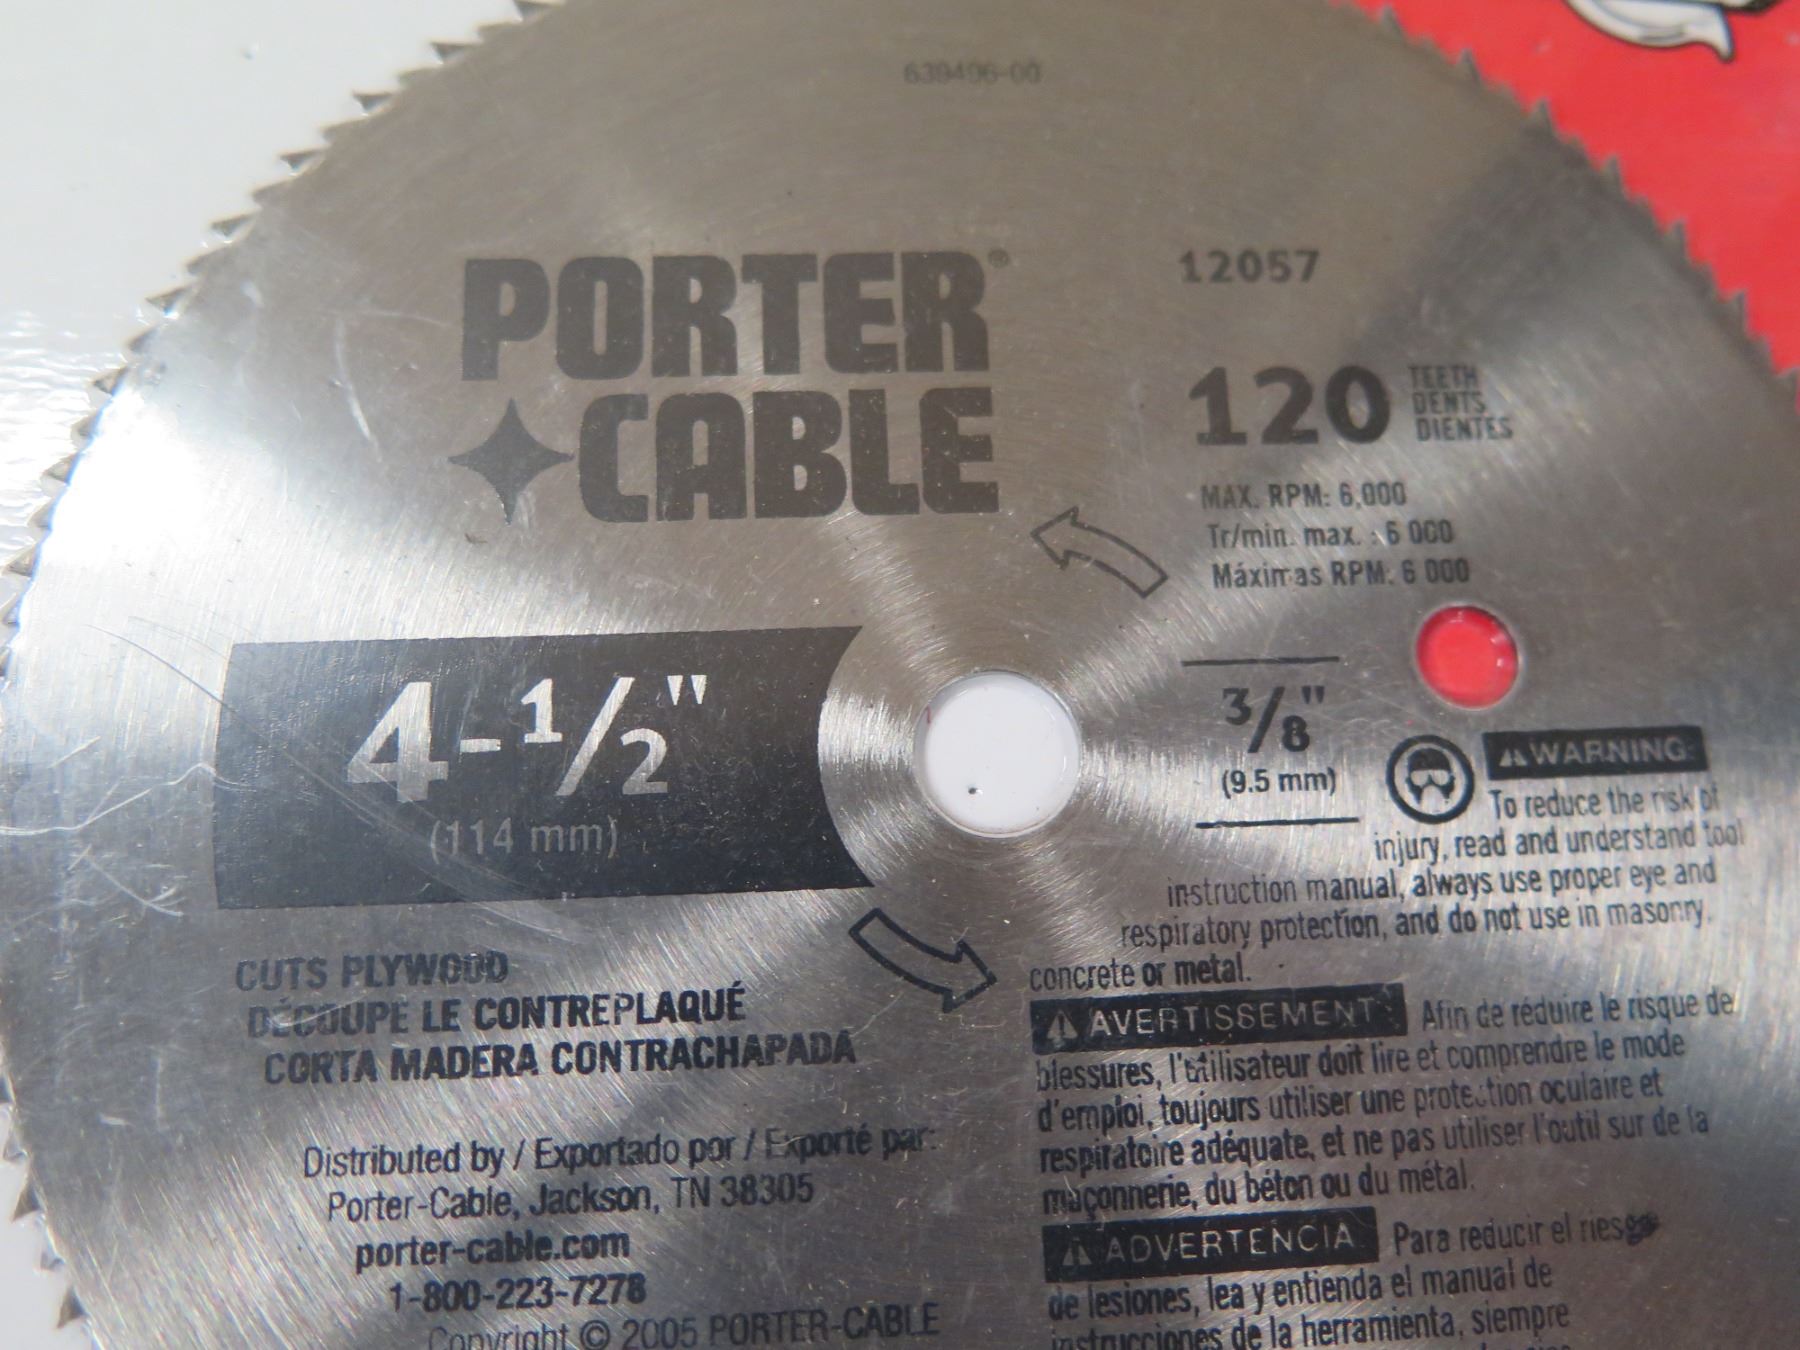 639406-00
PORTER®
CABLE
12057
120 TEETH
DENTS
DIENTES
MAX. RPM: 6,000
Tr/min. max. : 6 000
Máximas RPM: 6 000
4-1/2"
(114 mm)
3/8"
(9.5 mm)
WARNING
To reduce the risk of
injury, read and understand tool
instruction manual, always use proper eye and
respiratory protection, and do not use in masonry,
concrete or metal.
CUTS PLYWOOD
DÉCOUPE LE CONTREPLAQUÉ
CORTA MADERA CONTRACHAPADA
Distributed by / Exportado por / Exporté par:
Porter-Cable, Jackson, TN 38305
porter-cable.com
1-800-223-7278
Copyright © 2005 PORTER-CABLE
AVERTISSEMENT Afin de réduire le risque de
blessures, l'utilisateur doit lire et comprendre le mode
d'emploi, toujours utiliser une protection oculaire et
respiratoire adéquate, et ne pas utiliser l'outil sur de la
maçonnerie, du béton ou du métal.
ADVERTENCIA Para reducir el riesgo
de lesiones, lea y entienda el manual de
instrucciones de la herramienta, siempre